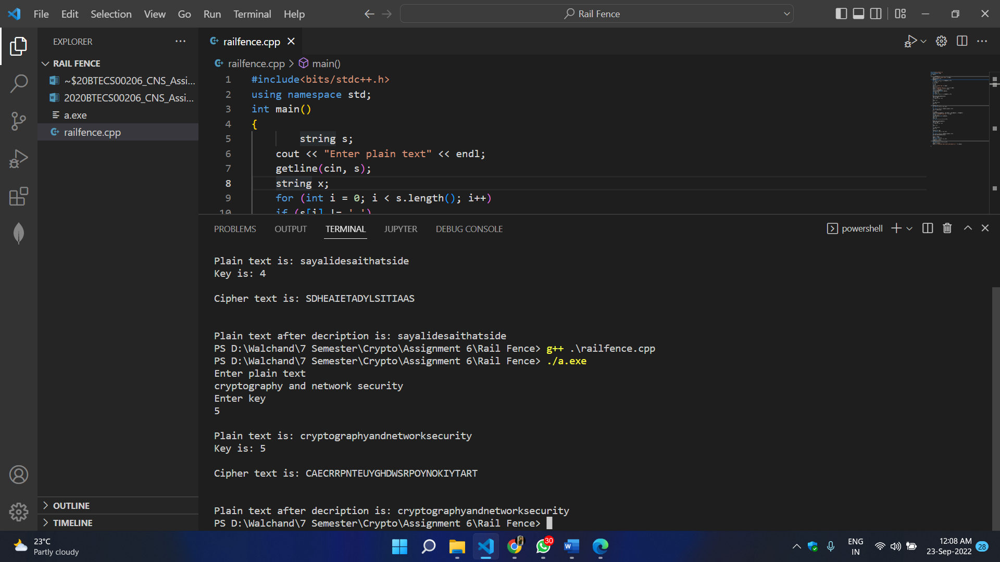 File Edit Selection View Go Run Terminal Help
Rail Fence
EXPLORER
RAIL FENCE
~$20BTECS00206_CNS_Assi...
2020BTECS00206_CNS_Assi...
a.exe
railfence.cpp
OUTLINE
TIMELINE
railfence.cpp
railfence.cpp > main()
1 #include<bits/stdc++.h>
2 using namespace std;
3 int main()
4 {
5 string s;
6 cout << "Enter plain text" << endl;
7 getline(cin, s);
8 string x;
9 for (int i = 0; i < s.length(); i++)
10 if (s[i] != ' ')
PROBLEMS OUTPUT TERMINAL JUPYTER DEBUG CONSOLE
powershell
Plain text is: sayalidesaithatside
Key is: 4
Cipher text is: SDHEAIETADYLSITIAAS
Plain text after decription is: sayalidesaithatside
PS D:\Walchand\7 Semester\Crypto\Assignment 6\Rail Fence> g++ .\railfence.cpp
PS D:\Walchand\7 Semester\Crypto\Assignment 6\Rail Fence> ./a.exe
Enter plain text
cryptography and network security
Enter key
5
Plain text is: cryptographyandnetworksecurity
Key is: 5
Cipher text is: CAECRRPNTEUYGHDWSRPOYNOKIYTART
Plain text after decription is: cryptographyandnetworksecurity
PS D:\Walchand\7 Semester\Crypto\Assignment 6\Rail Fence>
23°C
Partly cloudy
30
ENG
IN
12:08 AM
23-Sep-2022
28